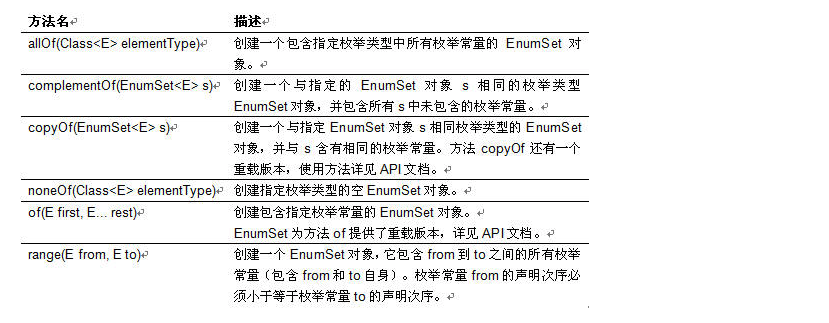 方法名 描述
allOf(Class<E> elementType) 创建一个包含指定枚举类型中所有枚举常量的 EnumSet 对
象。
complementOf(EnumSet<E> s) 创建一个与指定的 EnumSet 对象 s 相同的枚举类型
EnumSet 对象，并包含所有 s 中未包含的枚举常量。
copyOf(EnumSet<E> s) 创建一个与指定 EnumSet 对象 s 相同枚举类型的 EnumSet
对象，并与 s 含有相同的枚举常量。方法 copyOf 还有一个
重载版本，使用方法详见 API 文档。
noneOf(Class<E> elementType) 创建指定枚举类型的空 EnumSet 对象。
of(E first, E... rest) 创建包含指定枚举常量的 EnumSet 对象。
EnumSet 为方法 of 提供了重载版本，详见 API 文档。
range(E from, E to) 创建一个 EnumSet 对象，它包含 from 到 to 之间的所有枚举
常量（包含 from 和 to 自身）。枚举常量 from 的声明次序必
须小于等于枚举常量 to 的声明次序。